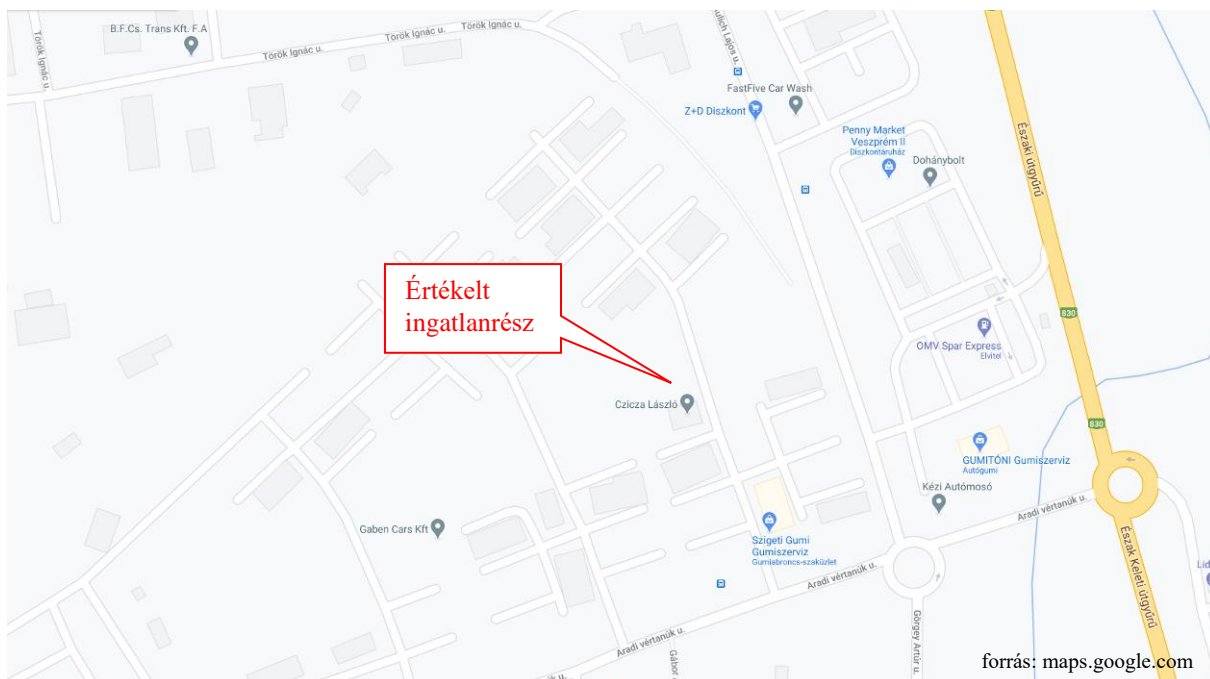 B.F.Cs. Trans Kft. F.A
Török Ignác u.
Török Ignác u.
Török Ignác u.
Török Ignác u.
FastFive Car Wash
Z+D Diszkont
Penny Market
Veszprém II
Diszkontáruház
Dohánybolt
Északi útgyűrű
Értékelt
ingatlanrész
830
OMV Spar Express
Elvitel
Czicza László
830
GUMITÓNI Gumiszerviz
Autógumi
Kézi Autómosó
Gaben Cars Kft
Aradi vértanúk u.
Szigeti Gumi
Gumiszerviz
Gumiabroncs-szaküzlet
Aradi vértanúk u.
Észak Keleti útgyűrű
Görgey Artúr u.
Aradi vértanúk u.
forrás: maps.google.com